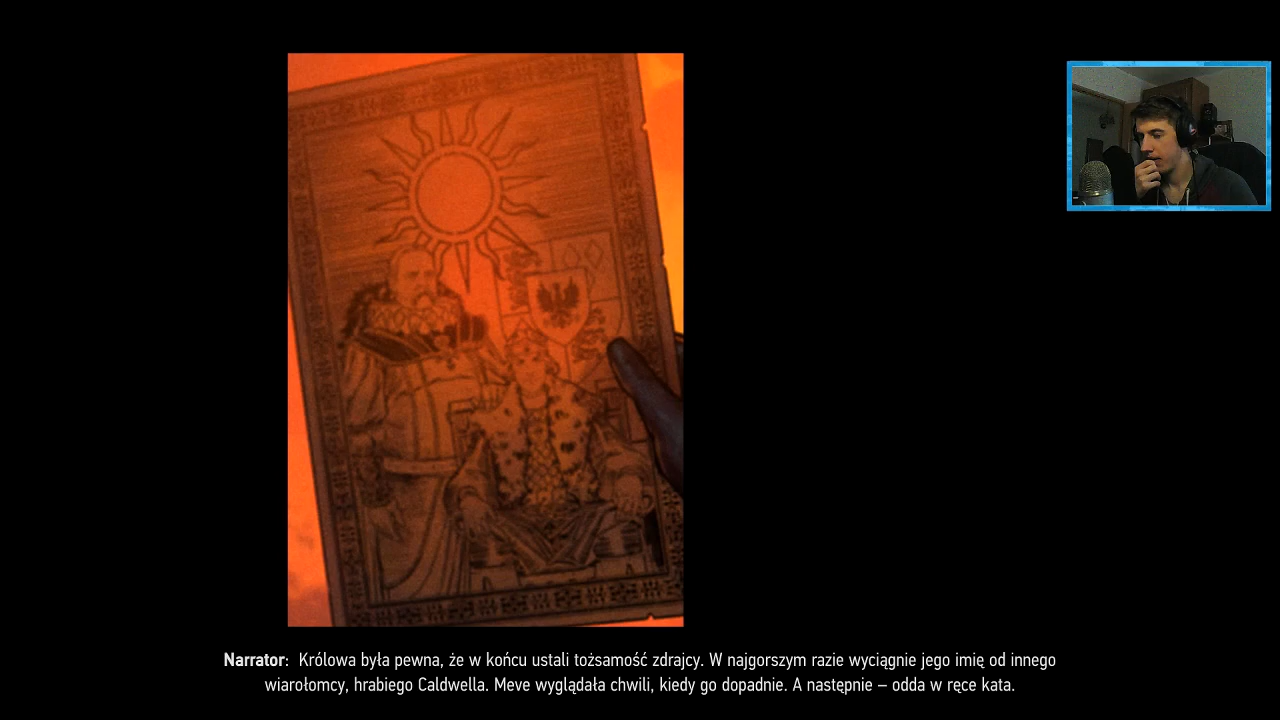 Narrator: Królowa była pewna, że w końcu ustali tożsamość zdrajcy. W najgorszym razie wyciągnie jego imię od innego
wiarołomcy, hrabiego Caldwella. Meve wyglądała chwili, kiedy go dopadnie. A następnie – odda w ręce kata.